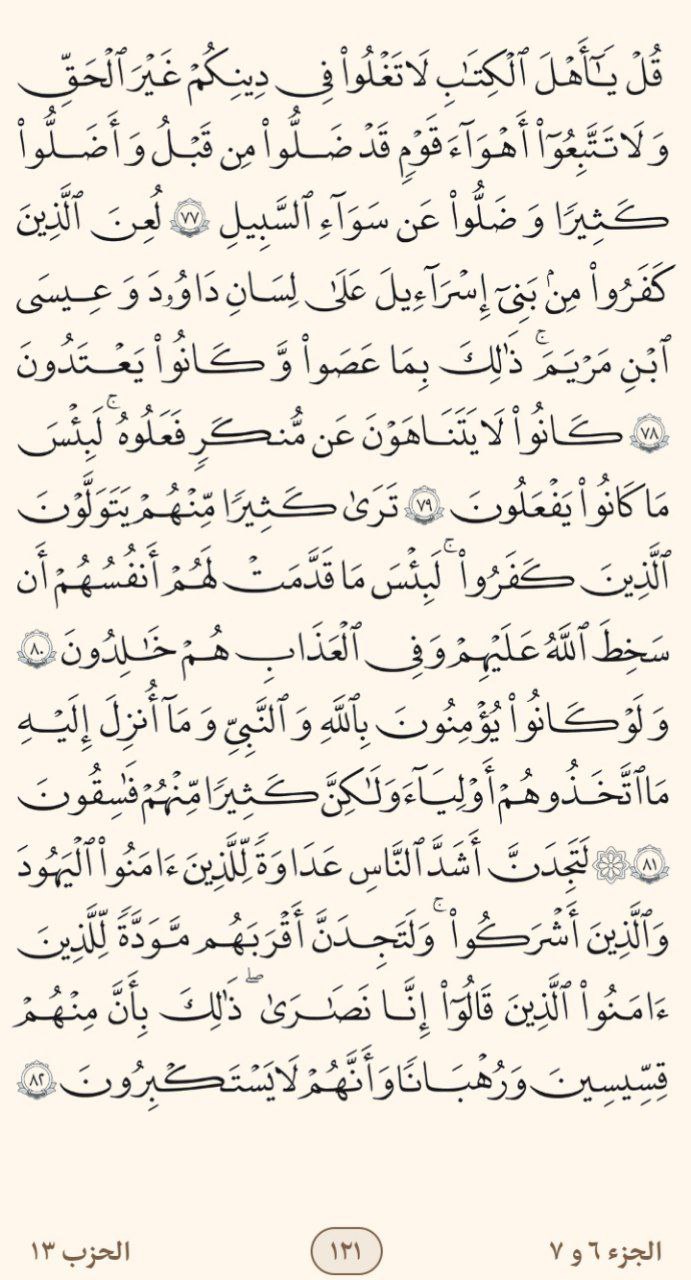 قُلْ يَـٰٓأَهْلَ ٱلْكِتَـٰبِ لَا تَغْلُوا۟ فِى دِينِكُمْ غَيْرَ ٱلْحَقِّ
وَلَا تَتَّبِعُوٓا۟ أَهْوَآءَ قَوْمٍ قَدْ ضَلُّوا۟ مِن قَبْلُ وَأَضَلُّوا۟
كَثِيرًا وَضَلُّوا۟ عَن سَوَآءِ ٱلسَّبِيلِ ٧٧ لُعِنَ ٱلَّذِينَ
كَفَرُوا۟ مِنۢ بَنِىٓ إِسْرَٰٓءِيلَ عَلَىٰ لِسَانِ دَاوُۥدَ وَعِيسَى
ٱبْنِ مَرْيَمَ ۚ ذَٰلِكَ بِمَا عَصَوا۟ وَّكَانُوا۟ يَعْتَدُونَ
٧٨ كَانُوا۟ لَا يَتَنَاهَوْنَ عَن مُّنكَرٍ فَعَلُوهُ ۚ لَبِئْسَ
مَا كَانُوا۟ يَفْعَلُونَ ٧٩ تَرَىٰ كَثِيرًا مِّنْهُمْ يَتَوَلَّوْنَ
ٱلَّذِينَ كَفَرُوا۟ ۚ لَبِئْسَ مَا قَدَّمَتْ لَهُمْ أَنفُسُهُمْ أَن
سَخِطَ ٱللَّهُ عَلَيْهِمْ وَفِى ٱلْعَذَابِ هُمْ خَـٰلِدُونَ ٨٠
وَلَوْ كَانُوا۟ يُؤْمِنُونَ بِٱللَّهِ وَٱلنَّبِىِّ وَمَآ أُنزِلَ إِلَيْهِ
مَا ٱتَّخَذُوهُمْ أَوْلِيَآءَ وَلَـٰكِنَّ كَثِيرًا مِّنْهُمْ فَـٰسِقُونَ
٨١ ۞ لَتَجِدَنَّ أَشَدَّ ٱلنَّاسِ عَدَاوَةً لِّلَّذِينَ ءَامَنُوا۟ ٱلْيَهُودَ
وَٱلَّذِينَ أَشْرَكُوا۟ ۚ وَلَتَجِدَنَّ أَقْرَبَهُم مَّوَدَّةً لِّلَّذِينَ
ءَامَنُوا۟ ٱلَّذِينَ قَالُوٓا۟ إِنَّا نَصَـٰرَىٰ ۖ ذَٰلِكَ بِأَنَّ مِنْهُمْ
قِسِّيسِينَ وَرُهْبَانًا وَأَنَّهُمْ لَا يَسْتَكْبِرُونَ ٨٢
الجزء ٦ و ٧
١٢١
الحزب ١٣